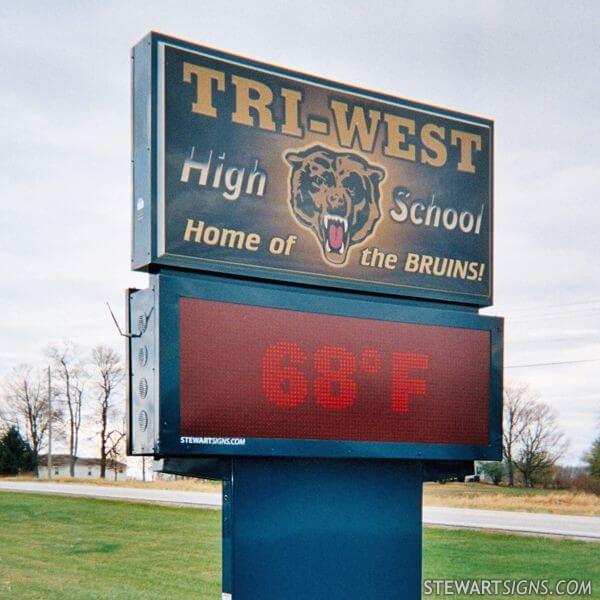 TRI-WEST
High School
Home of the BRUINS!
68°F
STEWARTSIGNS.COM
STEWARTSIGNS.COM